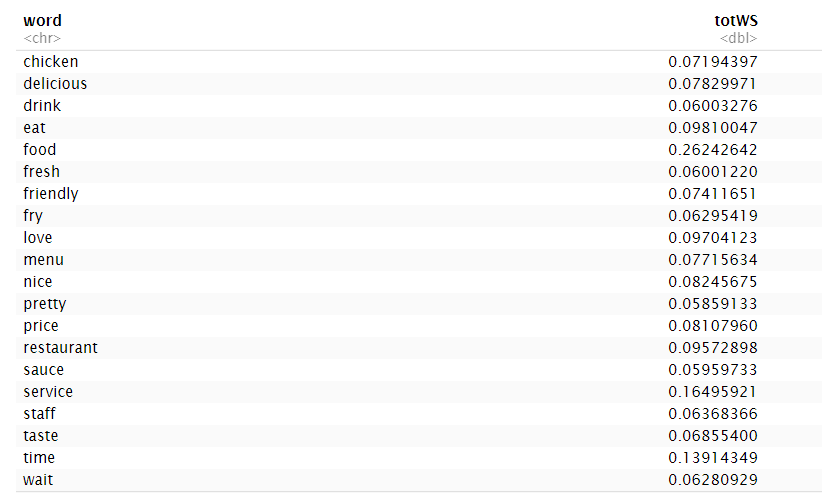 word totWS
<chr> <dbl>
chicken 0.07194397
delicious 0.07829971
drink 0.06003276
eat 0.09810047
food 0.26242642
fresh 0.06001220
friendly 0.07411651
fry 0.06295419
love 0.09704123
menu 0.07715634
nice 0.08245675
pretty 0.05859133
price 0.08107960
restaurant 0.09572898
sauce 0.05959733
service 0.16495921
staff 0.06368366
taste 0.06855400
time 0.13914349
wait 0.06280929